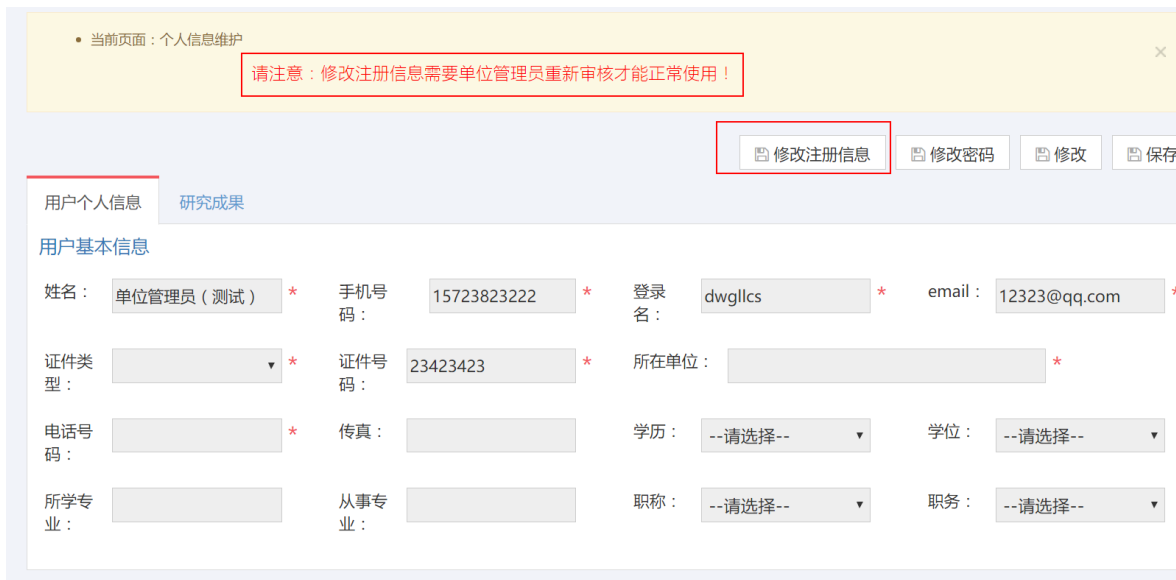 当前页面：个人信息维护
×
请注意：修改注册信息需要单位管理员重新审核才能正常使用！
修改注册信息 修改密码 修改 保存
用户个人信息 研究成果
用户基本信息
姓名： 单位管理员（测试） * 手机号码： 15723823222 * 登录名： dwgllcs * email： 12323@qq.com *
证件类型： * 证件号码： 23423423 * 所在单位： *
电话号码： * 传真： 学历： --请选择-- 学位： --请选择--
所学专业： 从事专业： 职称： --请选择-- 职务： --请选择--